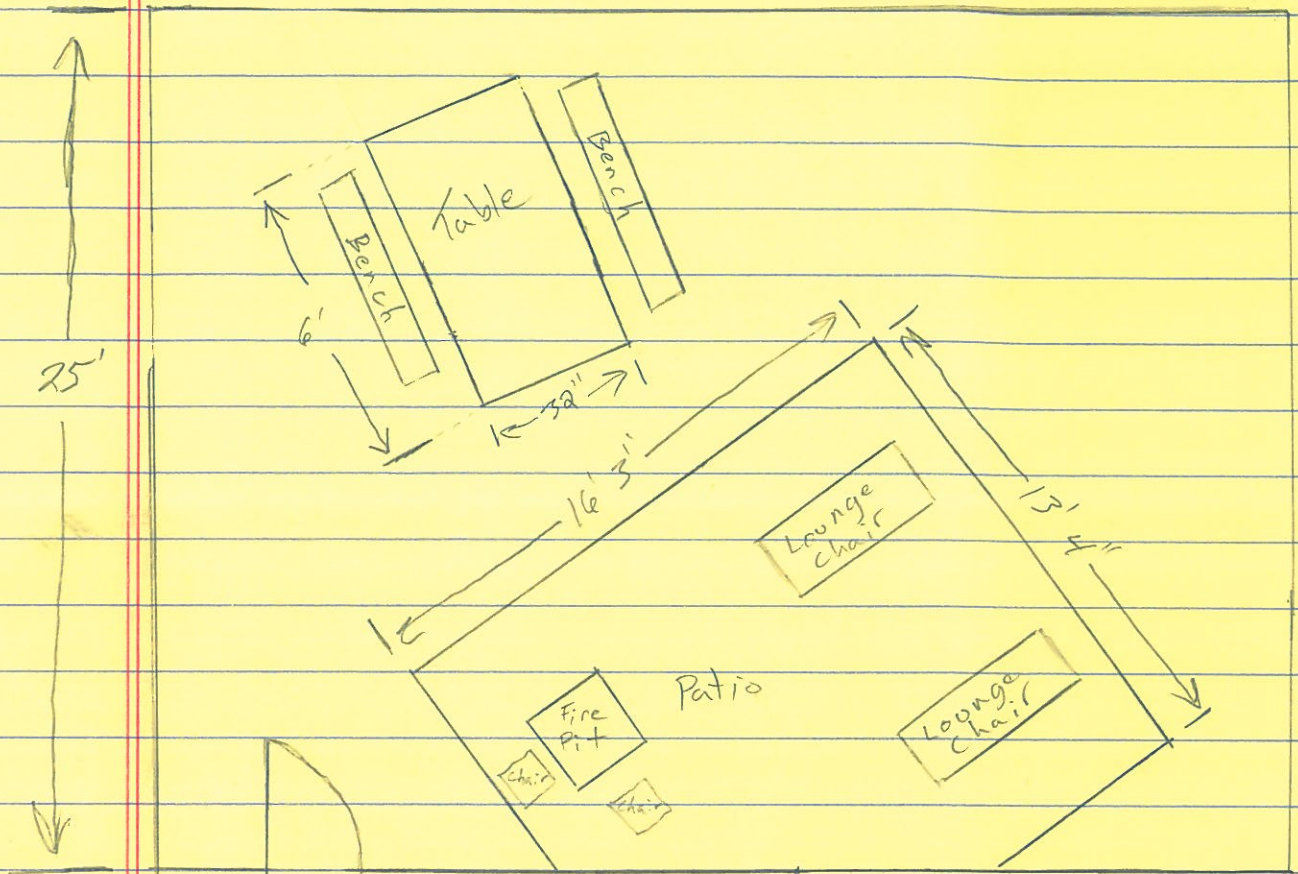 Bench
Table
Bench
6'
32"
25'
16' 3"
13' 4"
Lounge
Chair
Patio
Lounge
Chair
Fire
Pit
Chair
Chair